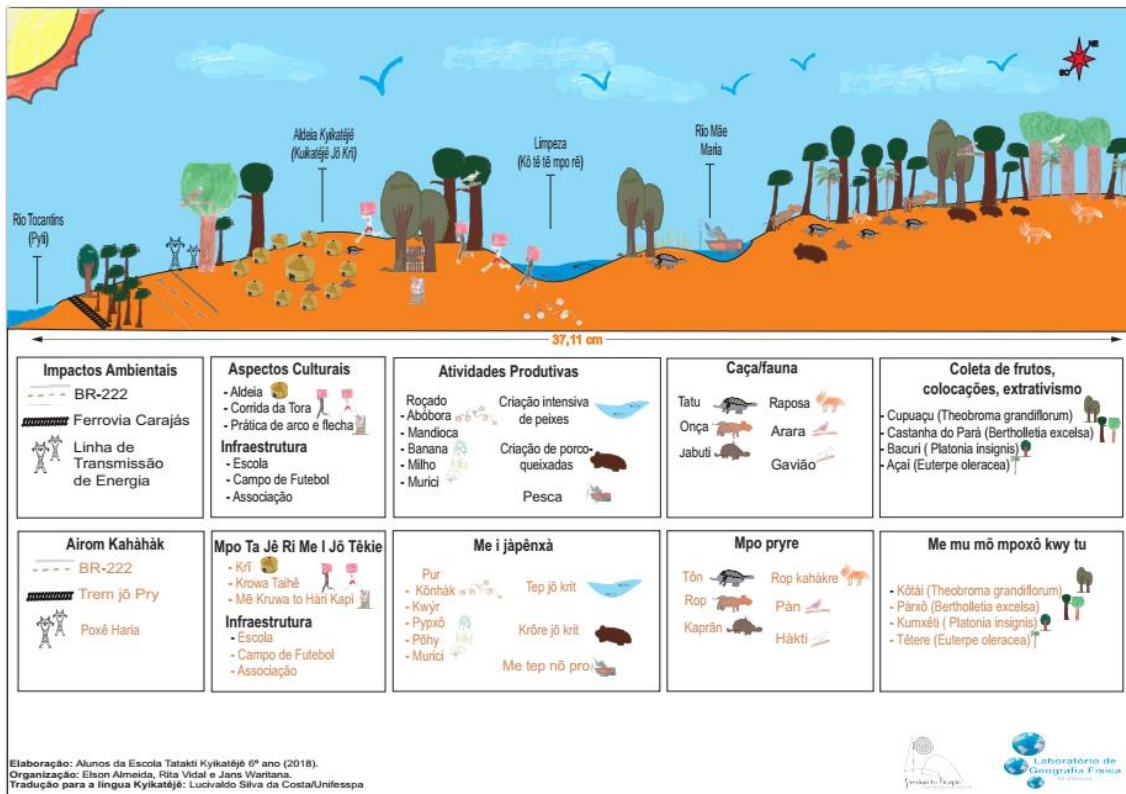 NE
SO
Rio Tocantins
(Pyti)
Aldeia Kyikatêjê
(Kuikatêjê Jõ Krĩ)
Limpeza
(Kô tê tê mpo rê)
Rio Mãe
Maria
37,11 cm
Impactos Ambientais
BR-222
Ferrovia Carajás
Linha de
Transmissão
de Energia
Aspectos Culturais
- Aldeia
- Corrida da Tora
- Prática de arco e flecha
Infraestrutura
- Escola
- Campo de Futebol
- Associação
Atividades Produtivas
Roçado
- Abóbora
- Mandioca
- Banana
- Milho
- Murici
Criação intensiva
de peixes
Criação de porco-
queixadas
Pesca
Caça/fauna
Tatu
Onça
Jabuti
Raposa
Arara
Gavião
Coleta de frutos,
colocações, extrativismo
- Cupuaçu (Theobroma grandiflorum)
- Castanha do Pará (Bertholletia excelsa)
- Bacuri ( Platonia insignis)
- Açaí (Euterpe oleracea)
Airom Kahàhàk
BR-222
Trem jõ Pry
Poxê Haria
Mpo Ta Jê Ri Me I Jõ Têkie
- Krĩ
- Krowa Taihê
- Mẽ Kruwa to Hàri Kapi
Infraestrutura
- Escola
- Campo de Futebol
- Associação
Me i jàpênxà
Pur
- Kõnhàk
- Kwýr
- Pypxô
- Põhy
- Murici
Tep jõ krit
Krôre jõ krit
Me tep nõ pro
Mpo pryre
Tôn
Rop
Kaprãn
Rop kahàkre
Pàn
Hàkti
Me mu mõ mpoxô kwy tu
- Kôtài (Theobroma grandiflorum)
- Pàrxô (Bertholletia excelsa)
- Kumxêti ( Platonia insignis)
- Têtere (Euterpe oleracea)
Elaboração: Alunos da Escola Tatakti Kyikatêjê 6º ano (2018).
Organização: Elson Almeida, Rita Vidal e Jans Waritana.
Tradução para a língua Kyikatêjê: Lucivaldo Silva da Costa/Unifesspa
Laboratório de
Geografia Física